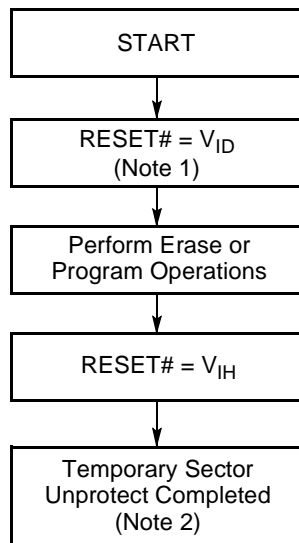 START
RESET# = VID
(Note 1)
Perform Erase or
Program Operations
RESET# = VIH
Temporary Sector
Unprotect Completed
(Note 2)